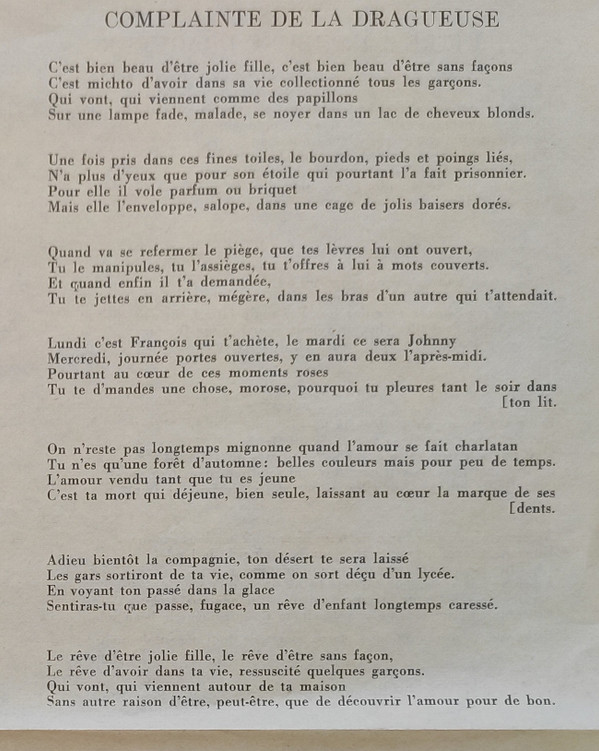 COMPLAINTE DE LA DRAGUEUSE
C'est bien beau d'être jolie fille, c'est bien beau d'être sans façons
C'est michto d'avoir dans sa vie collectionné tous les garçons.
Qui vont, qui viennent comme des papillons
Sur une lampe fade, malade, se noyer dans un lac de cheveux blonds.
Une fois pris dans ces fines toiles, le bourdon, pieds et poings liés,
N'a plus d'yeux que pour son étoile qui pourtant l'a fait prisonnier.
Pour elle il vole parfum ou briquet
Mais elle l'enveloppe, salope, dans une cage de jolis baisers dorés.
Quand va se refermer le piège, que tes lèvres lui ont ouvert,
Tu le manipules, tu l'assièges, tu t'offres à lui à mots couverts.
Et quand enfin il t'a demandée,
Tu te jettes en arrière, mégère, dans les bras d'un autre qui t'attendait.
Lundi c'est François qui t'achète, le mardi ce sera Johnny
Mercredi, journée portes ouvertes, y en aura deux l'après-midi.
Pourtant au cœur de ces moments roses
Tu te d'mandes une chose, morose, pourquoi tu pleures tant le soir dans
[ton lit.
On n'reste pas longtemps mignonne quand l'amour se fait charlatan
Tu n'es qu'une forêt d'automne: belles couleurs mais pour peu de temps.
L'amour vendu tant que tu es jeune
C'est ta mort qui déjeune, bien seule, laissant au cœur la marque de ses
[dents.
Adieu bientôt la compagnie, ton désert te sera laissé
Les gars sortiront de ta vie, comme on sort déçu d'un lycée.
En voyant ton passé dans la glace
Sentiras-tu que passe, fugace, un rêve d'enfant longtemps caressé.
Le rêve d'être jolie fille, le rêve d'être sans façon,
Le rêve d'avoir dans ta vie, ressuscité quelques garçons.
Qui vont, qui viennent autour de ta maison
Sans autre raison d'être, peut-être, que de découvrir l'amour pour de bon.